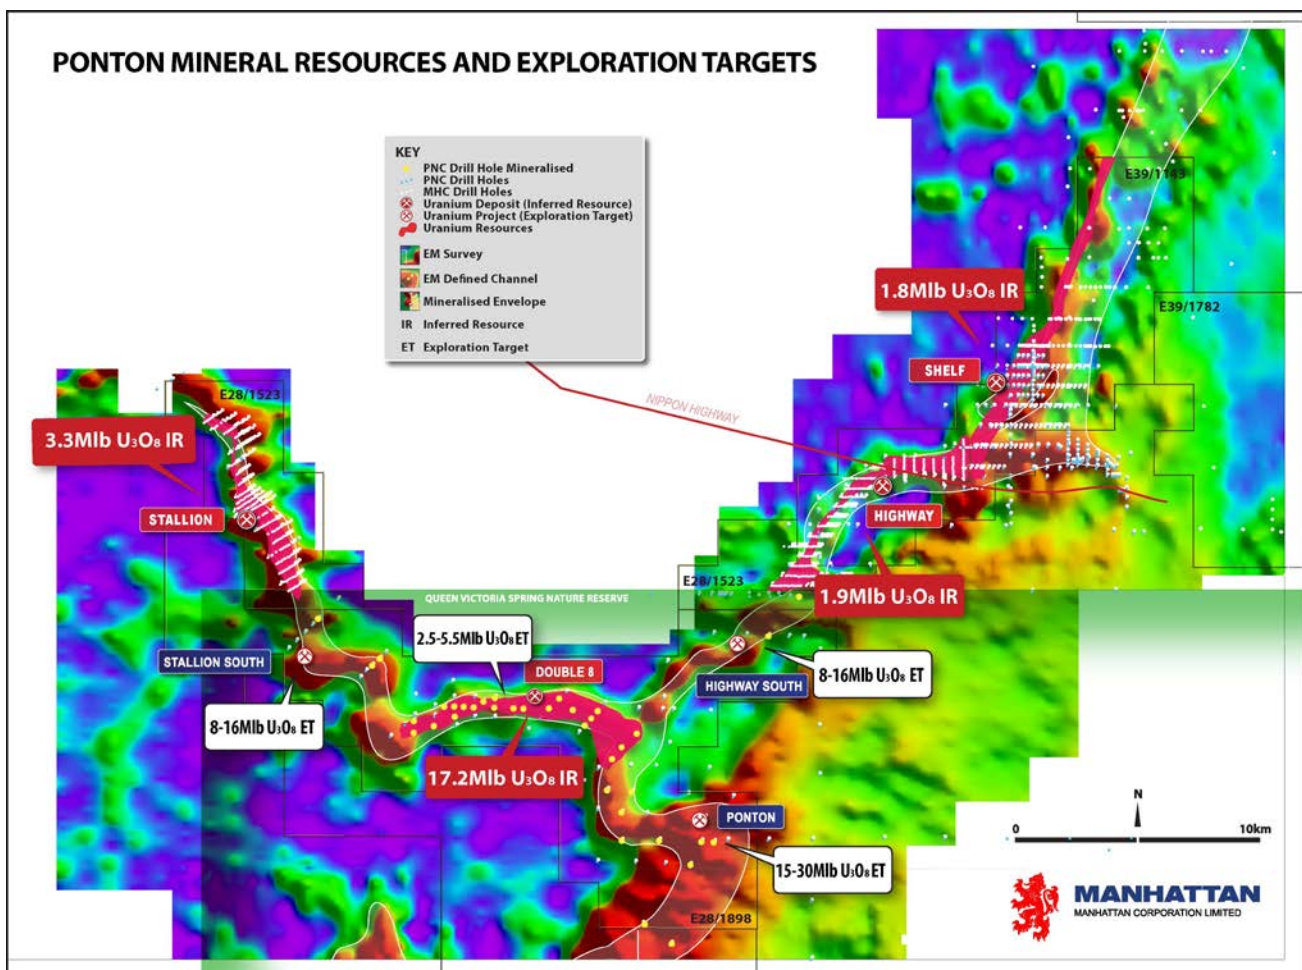 PONTON MINERAL RESOURCES AND EXPLORATION TARGETS
KEY
PNC Drill Hole Mineralised
PNC Drill Holes
MHC Drill Holes
Uranium Deposit (Inferred Resource)
Uranium Project (Exploration Target)
Uranium Resources
EM Survey
EM Defined Channel
Mineralised Envelope
IR Inferred Resource
ET Exploration Target
E39/1143
1.8Mlb U₃O₈ IR
E39/1782
SHELF
E28/1523
NIPPON HIGHWAY
3.3Mlb U₃O₈ IR
STALLION
HIGHWAY
E28/1523
1.9Mlb U₃O₈ IR
QUEEN VICTORIA SPRING NATURE RESERVE
2.5-5.5Mlb U₃O₈ ET
STALLION SOUTH
DOUBLE 8
HIGHWAY SOUTH
8-16Mlb U₃O₈ ET
8-16Mlb U₃O₈ ET
17.2Mlb U₃O₈ IR
PONTON
N
0 10km
15-30Mlb U₃O₈ ET
E28/1898
MANHATTAN
MANHATTAN CORPORATION LIMITED